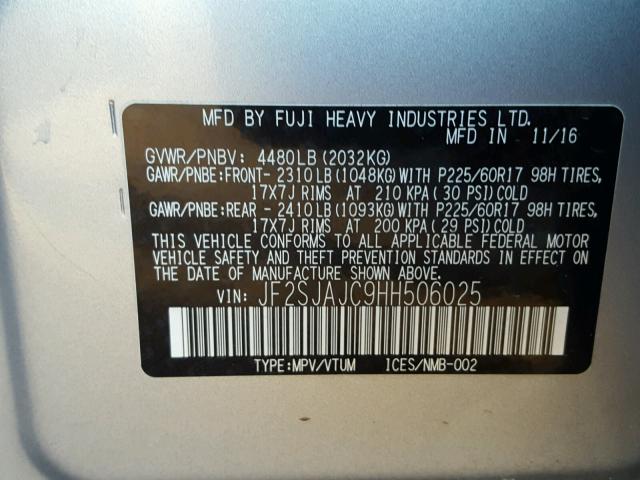 MFD BY FUJI HEAVY INDUSTRIES LTD.
MFD IN 11/16
GVWR/PNBV: 4480LB (2032KG)
GAWR/PNBE:FRONT- 2310LB(1048KG) WITH P225/60R17 98H TIRES,
17X7J RIMS AT 210 KPA ( 30 PSI) COLD
GAWR/PNBE:REAR - 2410LB(1093KG) WITH P225/60R17 98H TIRES,
17X7J RIMS AT 200 KPA ( 29 PSI) COLD
THIS VEHICLE CONFORMS TO ALL APPLICABLE FEDERAL MOTOR
VEHICLE SAFETY AND THEFT PREVENTION STANDARDS IN EFFECT ON
THE DATE OF MANUFACTURE SHOWN ABOVE.
VIN: JF2SJAJC9HH506025
TYPE:MPV/VTUM ICES/NMB-002